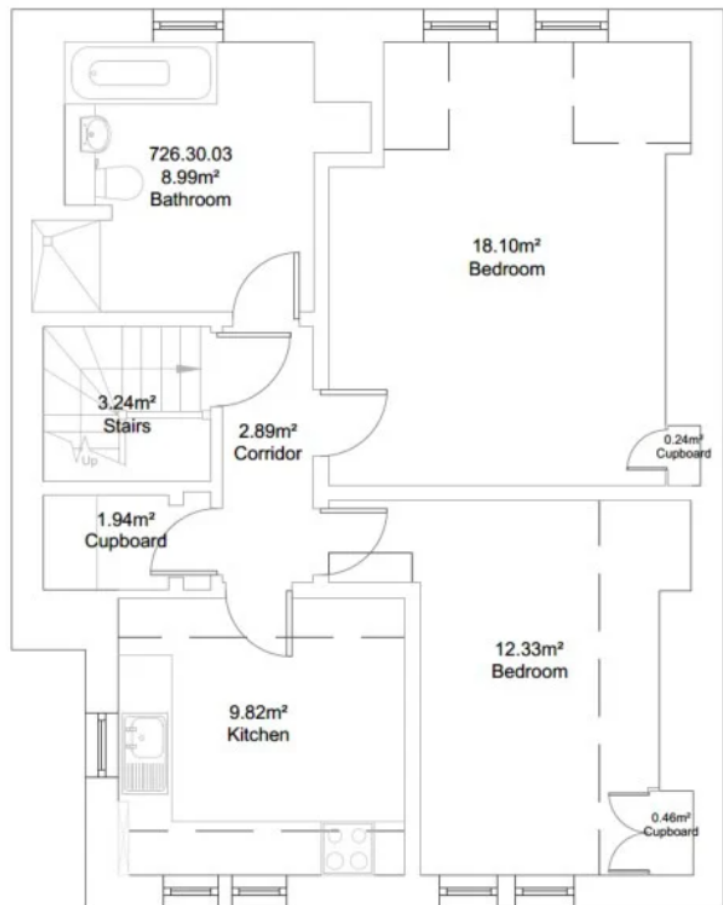 726.30.03
8.99m²
Bathroom
18.10m²
Bedroom
3.24m²
Stairs
Up
2.89m²
Corridor
0.24m²
Cupboard
1.94m²
Cupboard
12.33m²
Bedroom
9.82m²
Kitchen
0.46m²
Cupboard